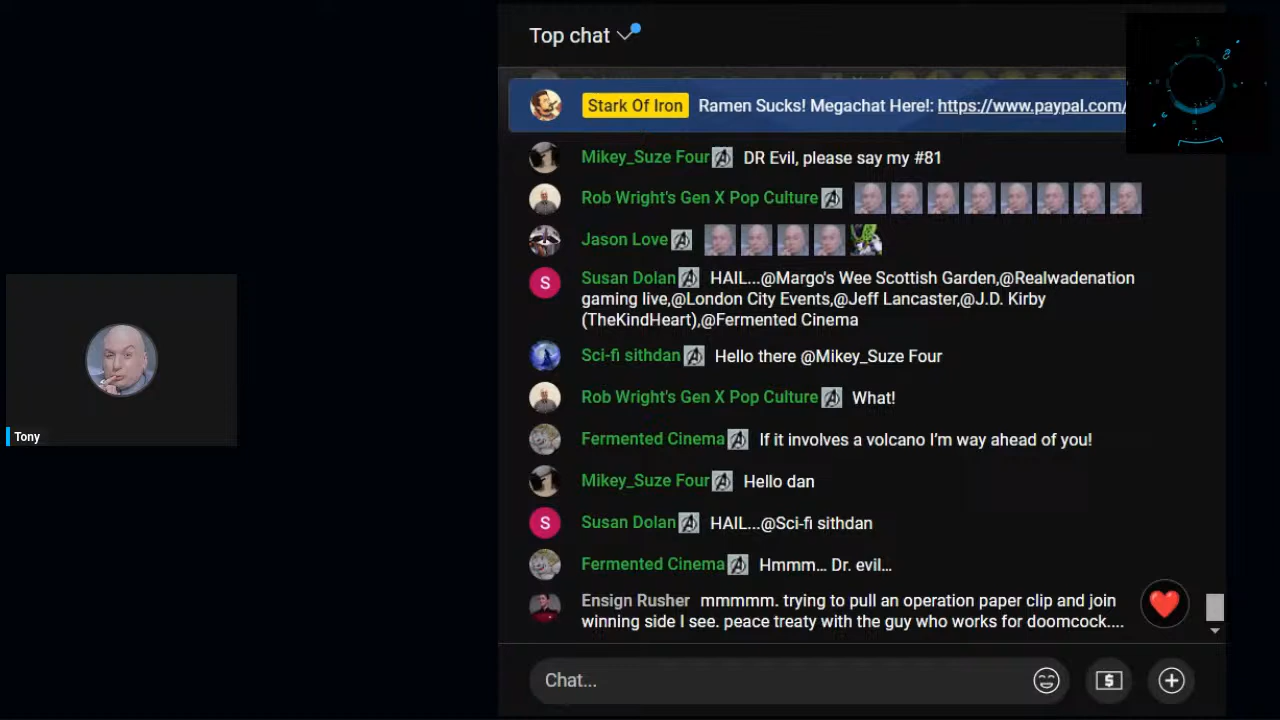 Top chat
Stark Of Iron Ramen Sucks! Megachat Here!: https://www.paypal.com/
Mikey_Suze Four DR Evil, please say my #81
Rob Wright's Gen X Pop Culture
Jason Love
S Susan Dolan HAIL...@Margo's Wee Scottish Garden,@Realwadenation
gaming live,@London City Events,@Jeff Lancaster,@J.D. Kirby
(TheKindHeart),@Fermented Cinema
Sci-fi sithdan Hello there @Mikey_Suze Four
Rob Wright's Gen X Pop Culture What!
Fermented Cinema If it involves a volcano I'm way ahead of you!
Tony
Mikey_Suze Four Hello dan
S Susan Dolan HAIL...@Sci-fi sithdan
Fermented Cinema Hmmm... Dr. evil...
Ensign Rusher mmmmm. trying to pull an operation paper clip and join
winning side I see. peace treaty with the guy who works for doomcock....
Chat...